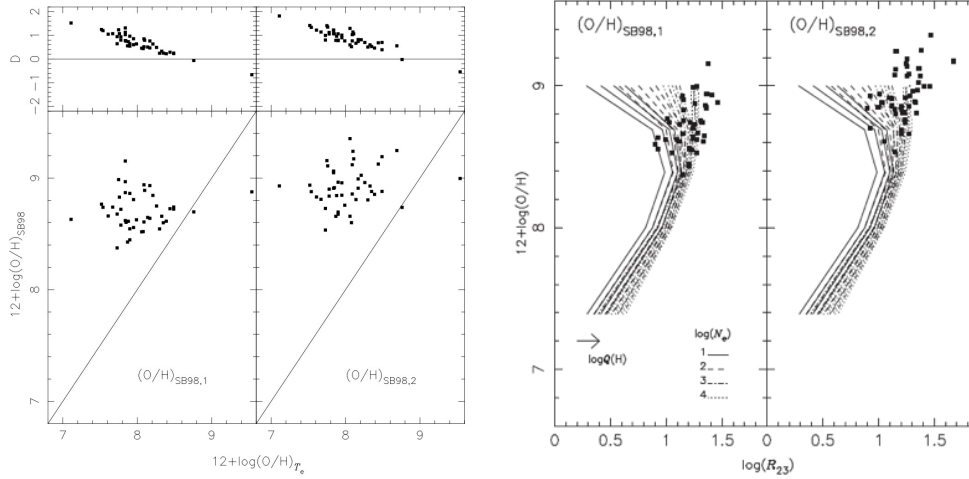 2
1
0
−1
−2
D
9
8
7
12+log(O/H)SB98
(O/H)SB98,1
(O/H)SB98,2
7
8
9
7
8
9
12+log(O/H)Te
(O/H)SB98,1
(O/H)SB98,2
9
8
7
12+log(O/H)
log(Ne)
1
2
3
4
logQ(H)
0
0.5
1
1.5
0
0.5
1
1.5
log(R23)